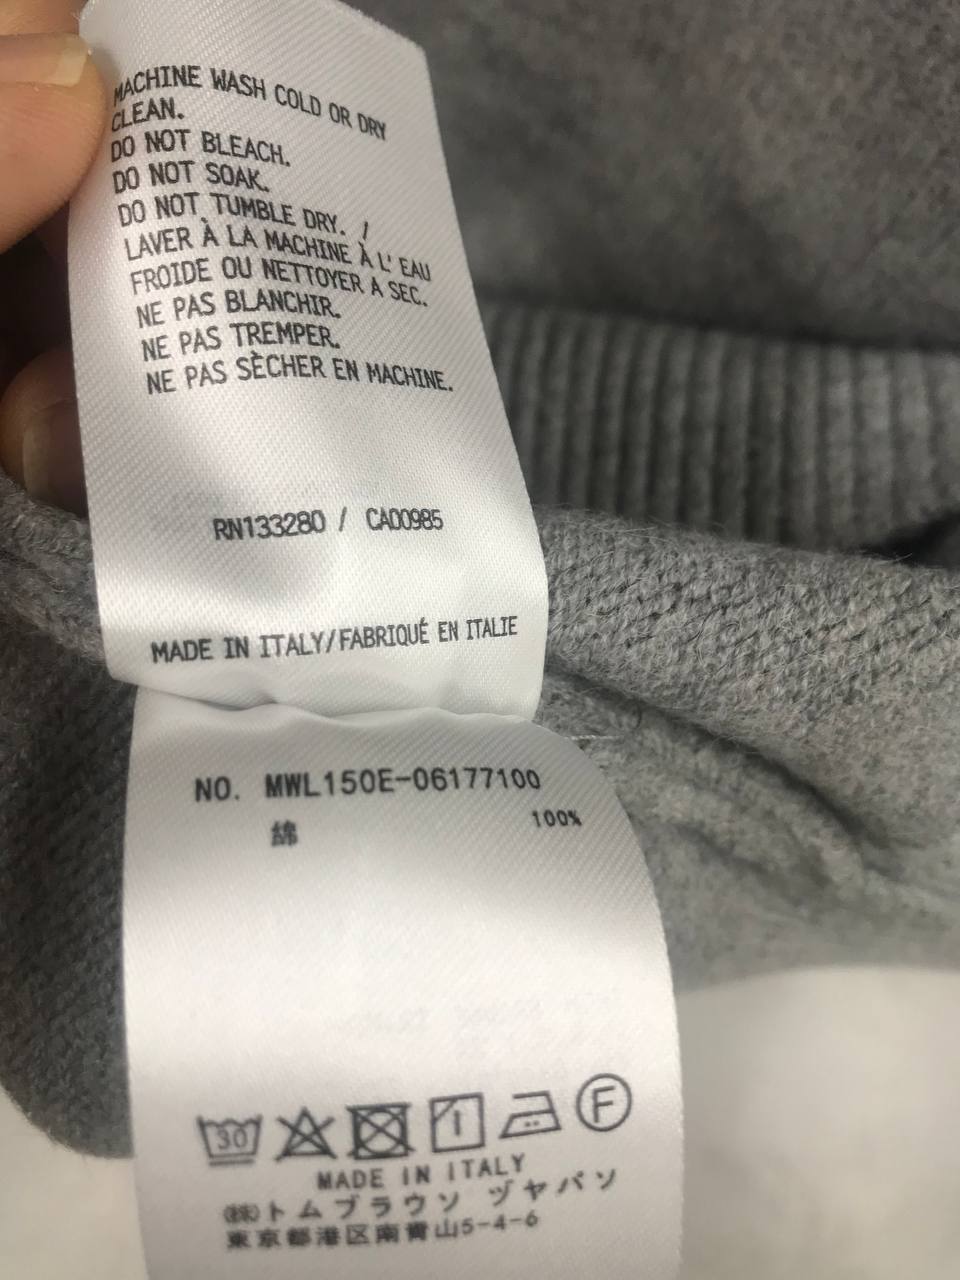 MACHINE WASH COLD OR DRY
CLEAN.
DO NOT BLEACH.
DO NOT SOAK.
DO NOT TUMBLE DRY. /
LAVER À LA MACHINE À L' EAU
FROIDE OU NETTOYER A SEC.
NE PAS BLANCHIR.
NE PAS TREMPER.
NE PAS SÈCHER EN MACHINE.
RN133280 / CA00985
MADE IN ITALY/FABRIQUÉ EN ITALIE
NO. MWL150E-06177100
綿 100%
30 F
MADE IN ITALY
㈱トムブラウン ヅャパン
東京都港区南青山5-4-6